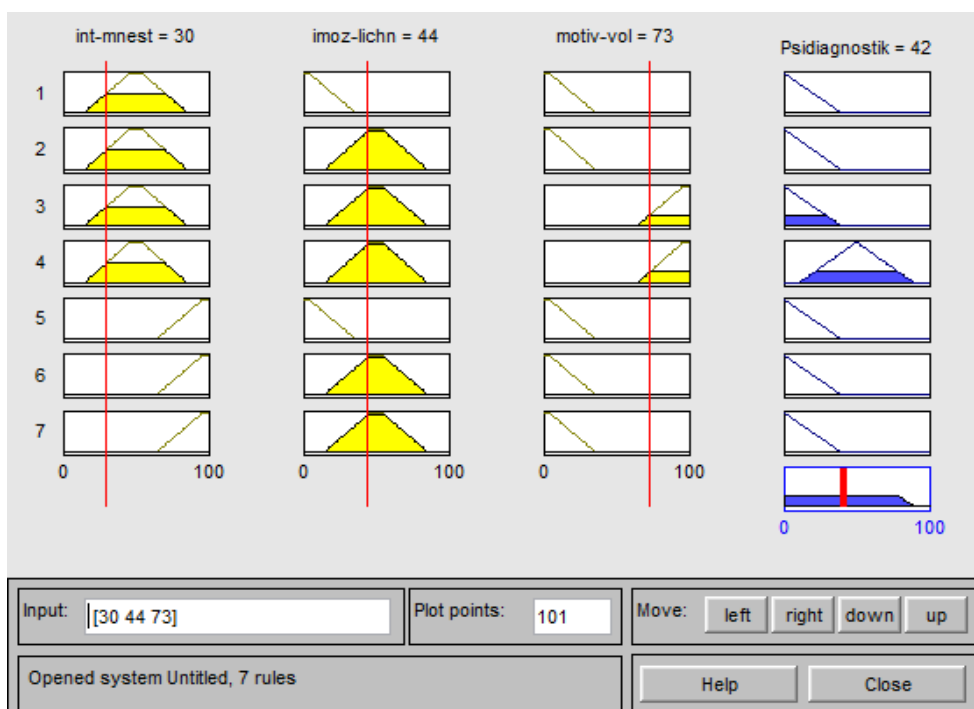 int-mnest = 30
imoz-lichn = 44
motiv-vol = 73
Psidiagnostik = 42
1
2
3
4
5
6
7
0 100
0 100
0 100
0 100
Input: [30 44 73]
Plot points: 101
Move: left right down up
Opened system Untitled, 7 rules
Help Close